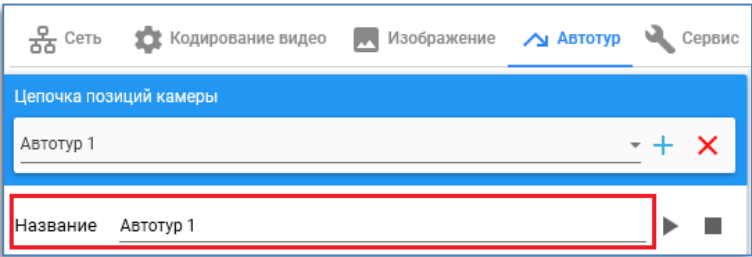 Сеть Кодирование видео Изображение Автотур Сервис
Цепочка позиций камеры
Автотур 1
Название Автотур 1